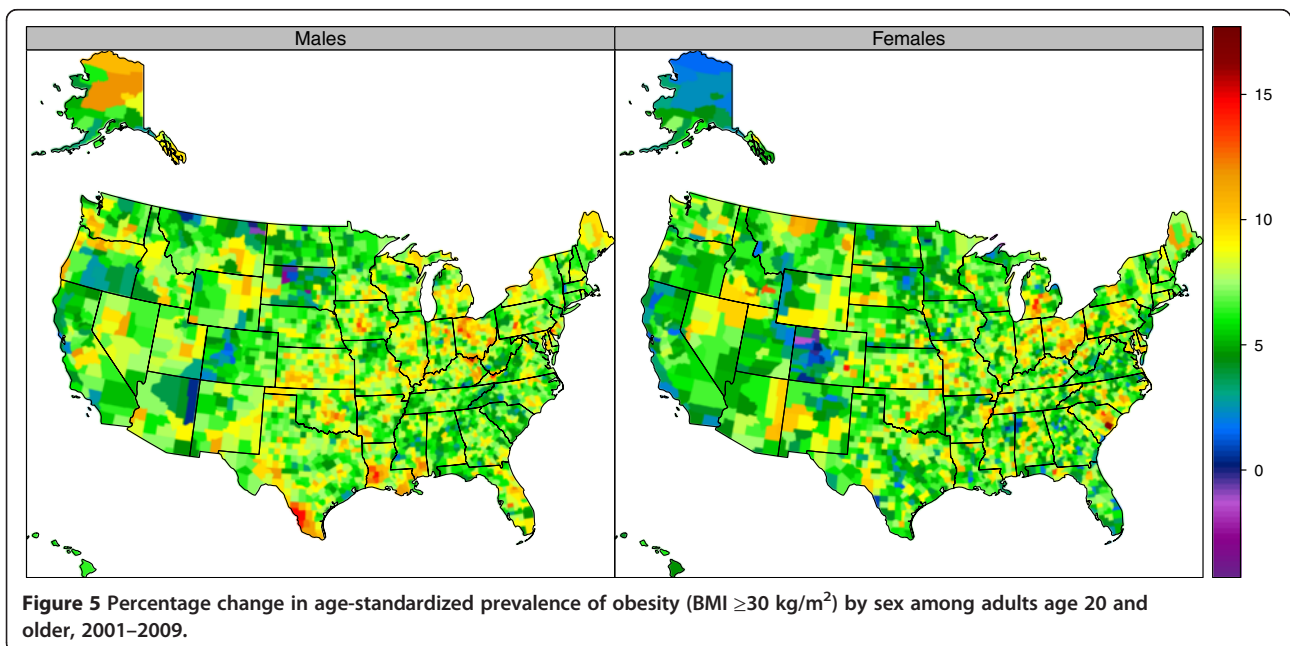 Males
Females
15
10
5
0
Figure 5 Percentage change in age-standardized prevalence of obesity (BMI ≥30 kg/m²) by sex among adults age 20 and
older, 2001–2009.